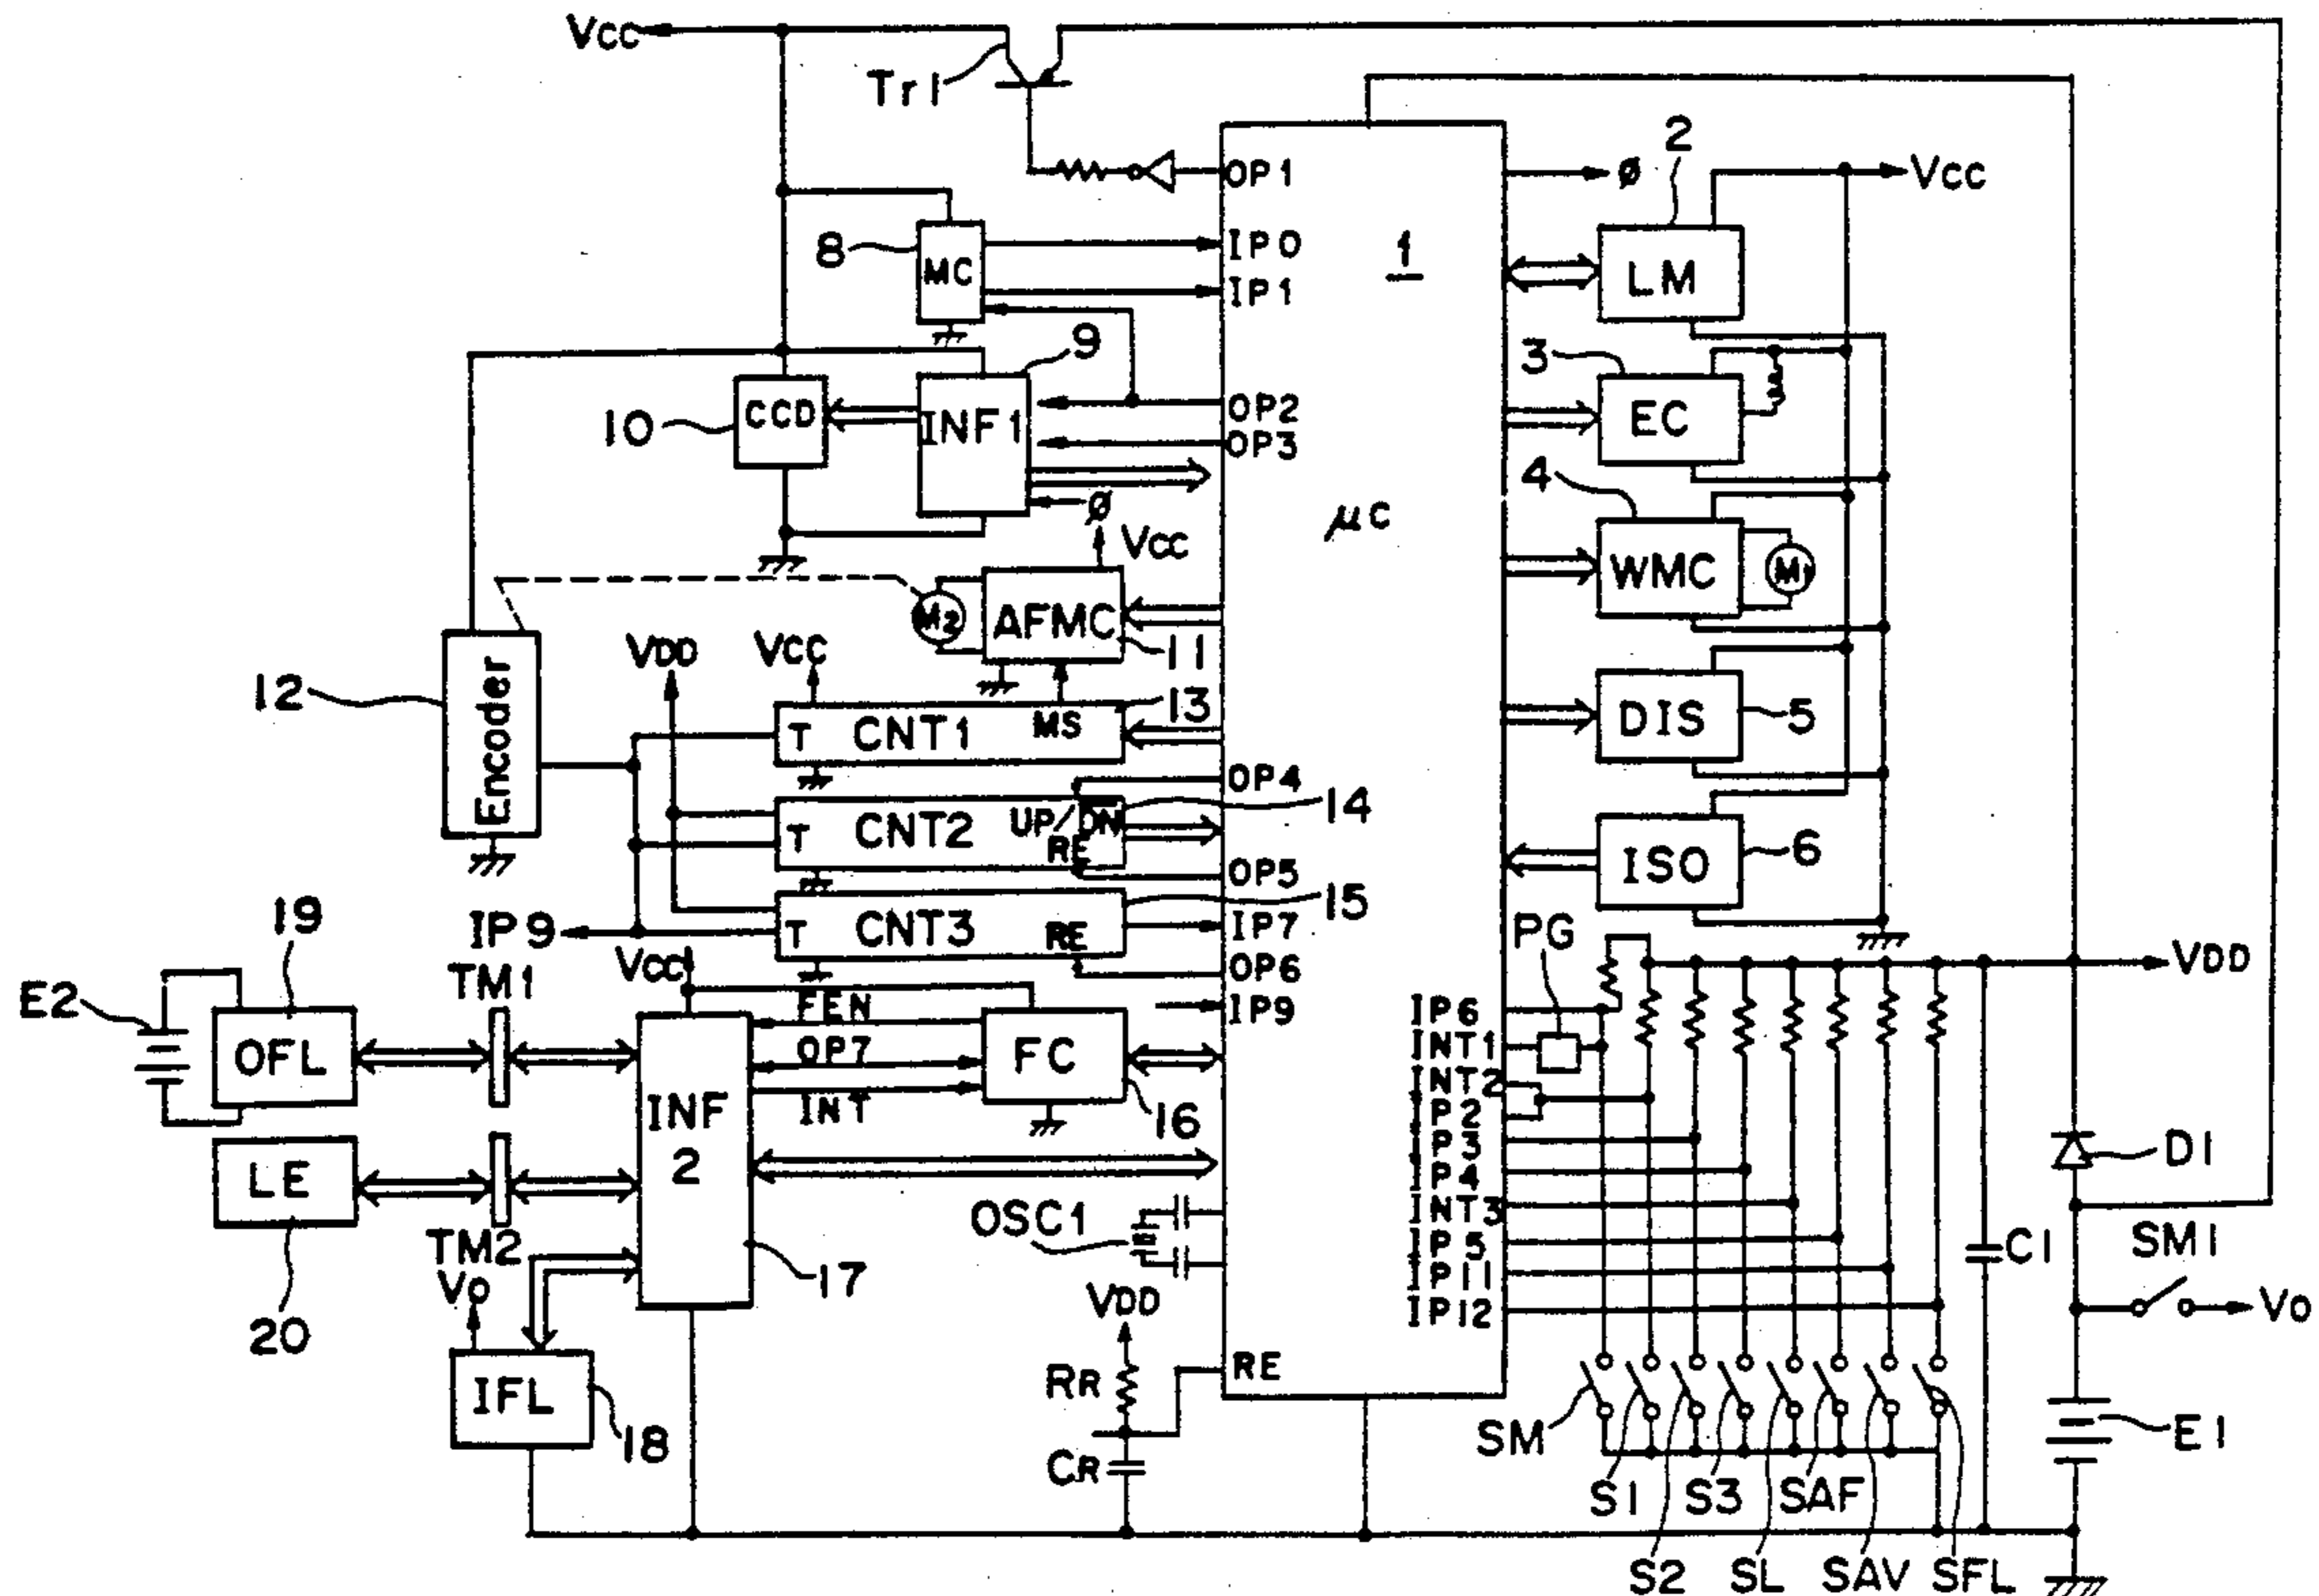 Vcc
Tr1
OP1
Ø
2
Vcc
8
MC
IP0
IP1
1
LM
9
3
10
CCD
INF1
OP2
OP3
EC
Ø
4
μc
Vcc
WMC
M1
M2
AFMC
11
VDD
VCC
12
Encoder
13
T
CNT1
MS
DIS
5
OP4
14
T
CNT2
UP/DN
RE
OP5
ISO
6
19
IP9
T
CNT3
RE
15
IP7
PG
Vcc
OP6
VDD
E2
TM1
FEN
IP9
IP6
OFL
OP7
FC
INT1
INT
INT2
INF
2
16
IP2
IP3
LE
IP4
D1
OSC1
INT3
TM2
17
IP5
C1
SM1
Vo
IP11
VDD
IP12
Vo
20
RE
IFL
18
RR
CR
SM
S1
S3
SAF
E1
S2
SL
SAV
SFL